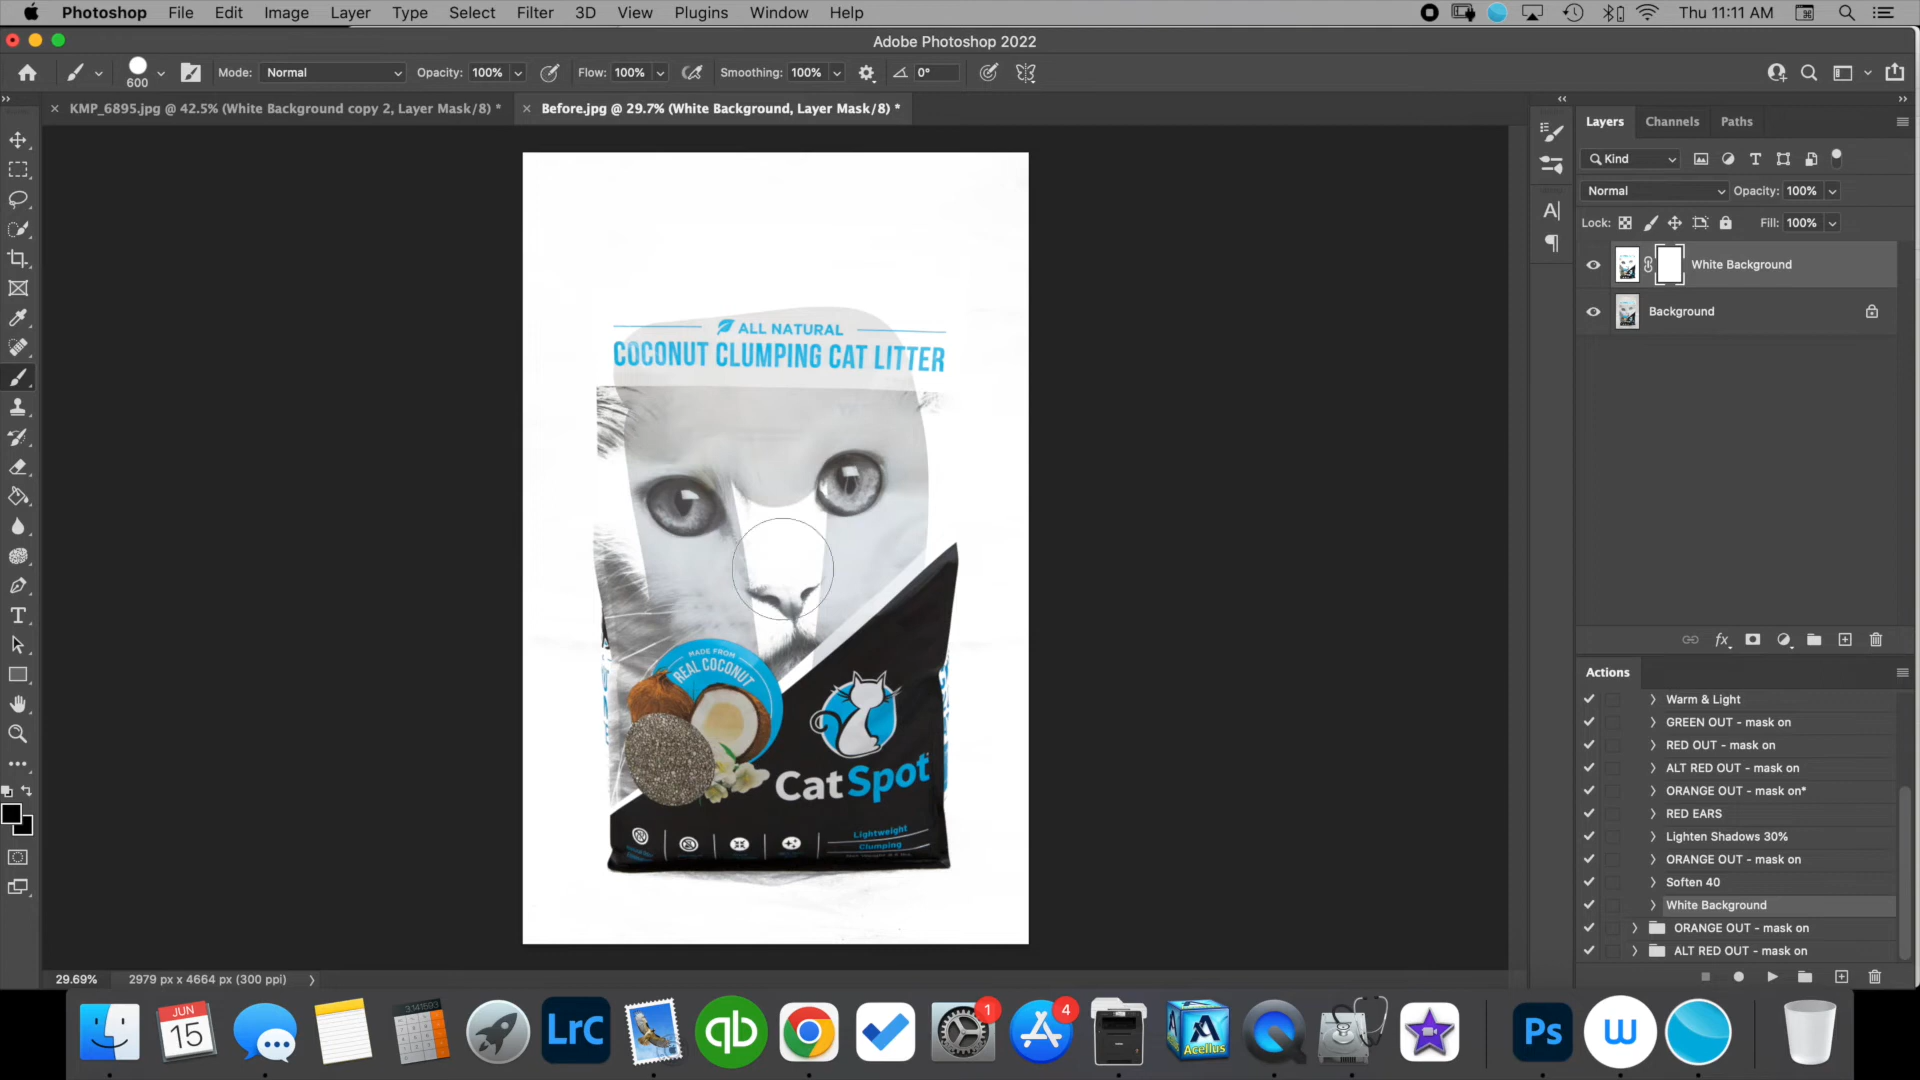 Photoshop File Edit Image Layer Type Select Filter 3D View Plugins Window Help
Thu 11:11 AM
Adobe Photoshop 2022
600 Mode: Normal Opacity: 100% Flow: 100% Smoothing: 100% 0°
KMP_6895.jpg @ 42.5% (White Background copy 2, Layer Mask/8) *
Before.jpg @ 29.7% (White Background, Layer Mask/8) *
Layers Channels Paths
Kind
Normal Opacity: 100%
Lock: Fill: 100%
White Background
Background
ALL NATURAL
COCONUT CLUMPING CAT LITTER
MADE FROM
REAL COCONUT
CatSpot
Lightweight
Clumping
Actions
Warm & Light
GREEN OUT - mask on
RED OUT - mask on
ALT RED OUT - mask on
ORANGE OUT - mask on*
RED EARS
Lighten Shadows 30%
ORANGE OUT - mask on
Soften 40
White Background
ORANGE OUT - mask on
ALT RED OUT - mask on
29.69% 2979 px x 4664 px (300 ppi)
JUN
15
LrC
qb
1
4
A
Acellus
Ps
W